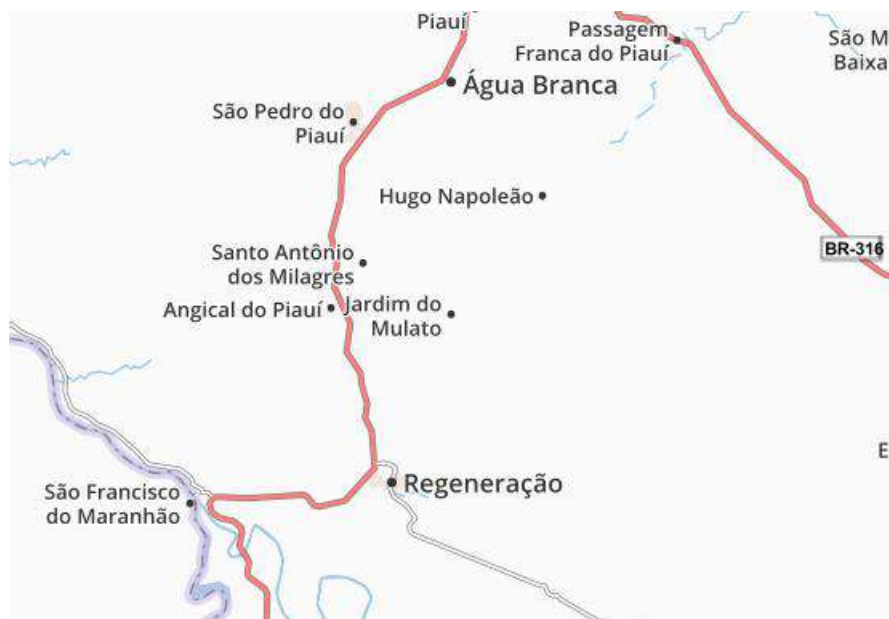 Piauí
Passagem
Franca do Piauí
São M
Baixa
Água Branca
São Pedro do
Piauí
Hugo Napoleão
BR-316
Santo Antônio
dos Milagres
Angical do Piauí
Jardim do
Mulato
E
Regeneração
São Francisco
do Maranhão